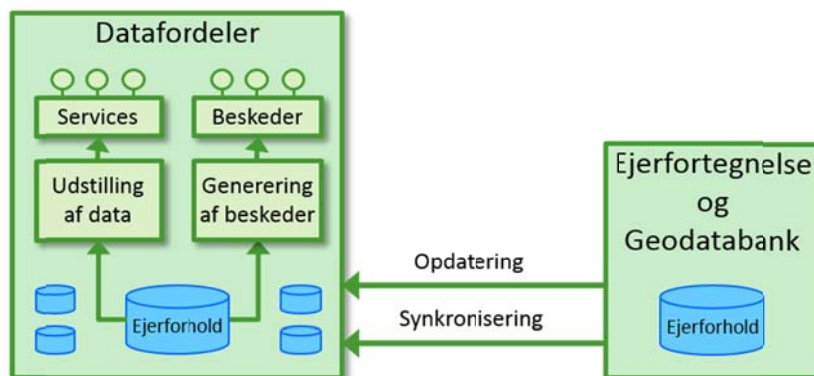 Datafordeler
Services
Beskeder
Udstilling
af data
Generering
af beskeder
Ejerforhold
Opdatering
Synkronisering
Ejerfortegnelse
og
Geodatabank
Ejerforhold